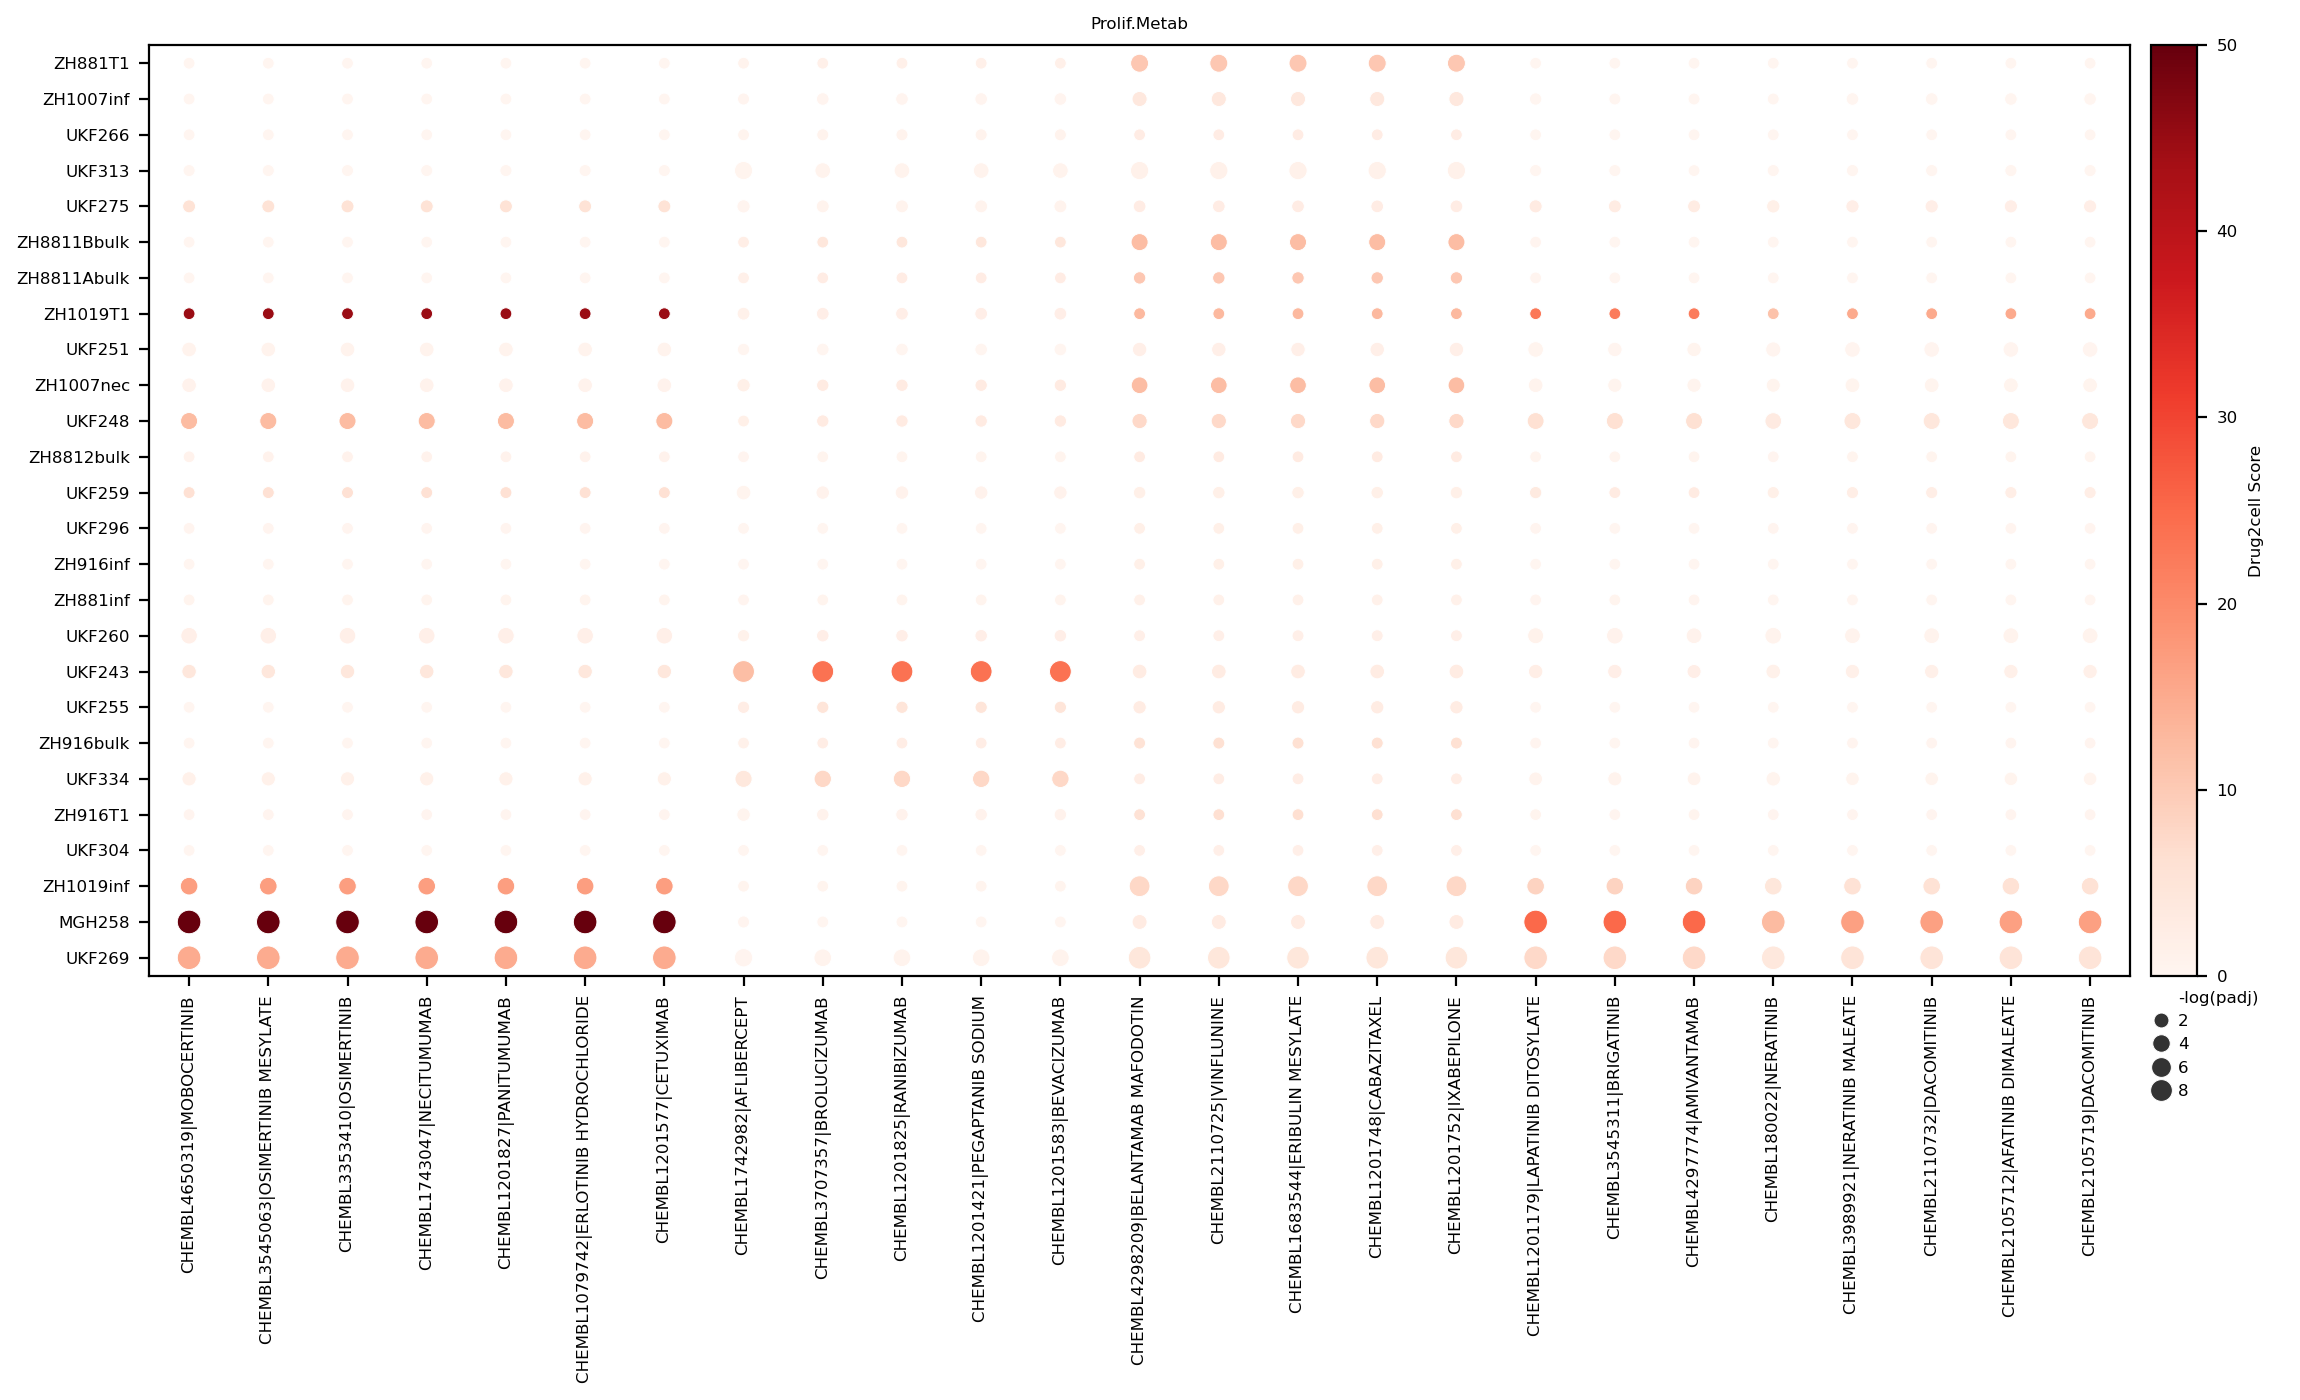 Prolif.Metab
ZH881T1
ZH1007inf
UKF266
UKF313
UKF275
ZH8811Bbulk
ZH8811Abulk
ZH1019T1
UKF251
ZH1007nec
UKF248
ZH8812bulk
UKF259
UKF296
ZH916inf
ZH881inf
UKF260
UKF243
UKF255
ZH916bulk
UKF334
ZH916T1
UKF304
ZH1019inf
MGH258
UKF269
CHEMBL4650319|MOBOCERTINIB
CHEMBL3545063|OSIMERTINIB MESYLATE
CHEMBL3353410|OSIMERTINIB
CHEMBL1743047|NECITUMUMAB
CHEMBL1201827|PANITUMUMAB
CHEMBL1079742|ERLOTINIB HYDROCHLORIDE
CHEMBL1201577|CETUXIMAB
CHEMBL1742982|AFLIBERCEPT
CHEMBL3707357|BROLUCIZUMAB
CHEMBL1201825|RANIBIZUMAB
CHEMBL1201421|PEGAPTANIB SODIUM
CHEMBL1201583|BEVACIZUMAB
CHEMBL4298209|BELANTAMAB MAFODOTIN
CHEMBL2110725|VINFLUNINE
CHEMBL1683544|ERIBULIN MESYLATE
CHEMBL1201748|CABAZITAXEL
CHEMBL1201752|IXABEPILONE
CHEMBL1201179|LAPATINIB DITOSYLATE
CHEMBL3545311|BRIGATINIB
CHEMBL4297774|AMIVANTAMAB
CHEMBL180022|NERATINIB
CHEMBL3989921|NERATINIB MALEATE
CHEMBL2110732|DACOMITINIB
CHEMBL2105712|AFATINIB DIMALEATE
CHEMBL2105719|DACOMITINIB
50
40
30
20
10
0
Drug2cell Score
-log(padj)
2
4
6
8